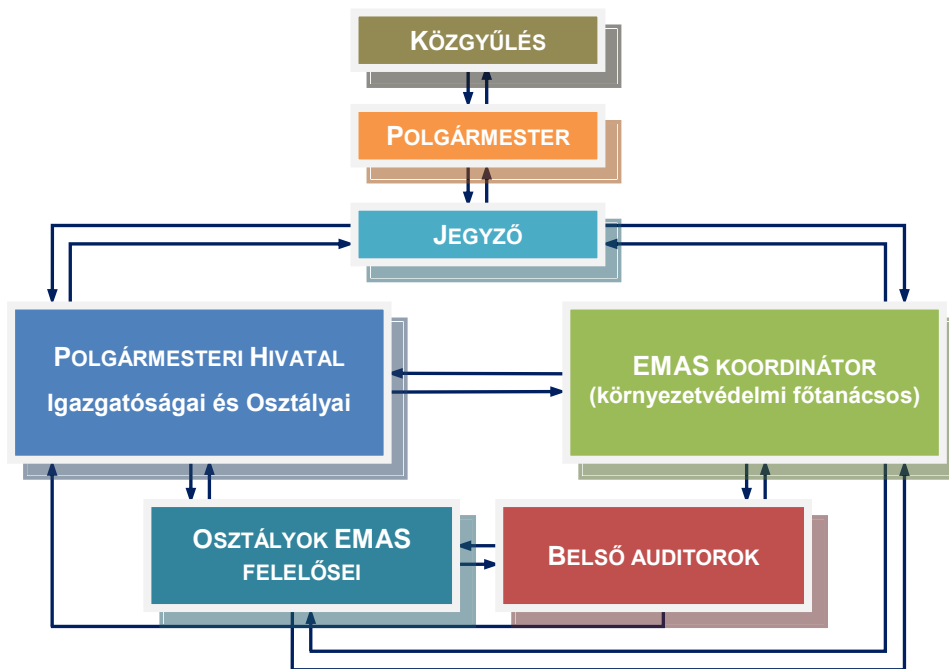 KÖZGYŰLÉS
POLGÁRMESTER
JEGYZŐ
POLGÁRMESTERI HIVATAL
Igazgatóságai és Osztályai
EMAS KOORDINÁTOR
(környezetvédelmi főtanácsos)
OSZTÁLYOK EMAS
FELELŐSEI
BELSŐ AUDITOROK